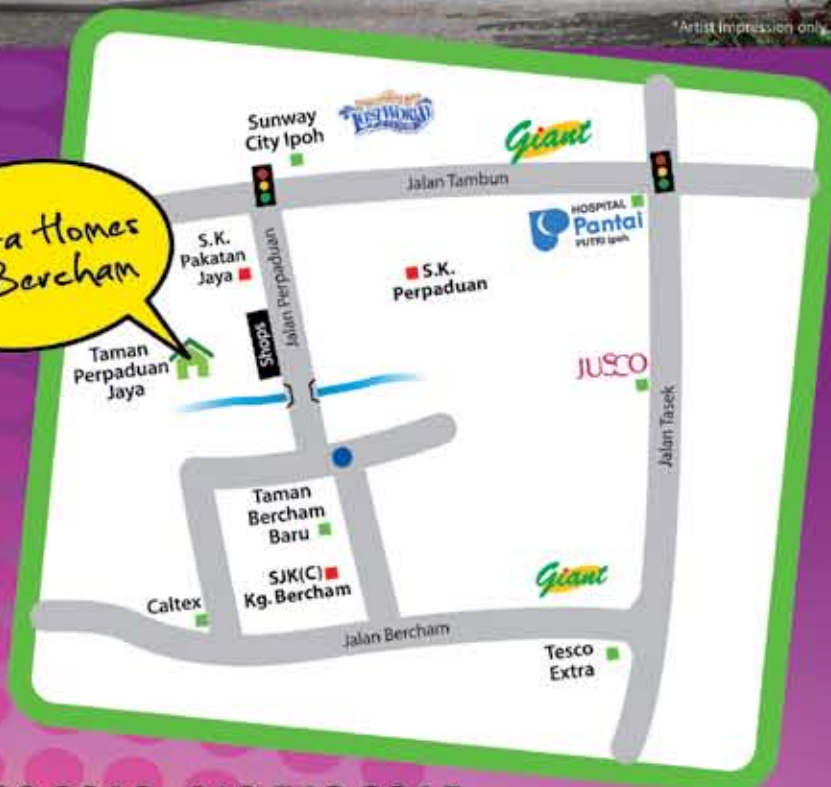 *Artist Impression only
Sunway
City Ipoh
LOST WORLD
Giant
Jalan Tambun
HOSPITAL
Pantai
PUTRI Ipoh
Homes
Bercham
S.K.
Pakatan
Jaya
Jalan Perpaduan
S.K.
Perpaduan
Shops
Taman
Perpaduan
Jaya
JUSCO
Jalan Tasek
Taman
Bercham
Baru
SJK(C)
Kg. Bercham
Giant
Caltex
Jalan Bercham
Tesco
Extra